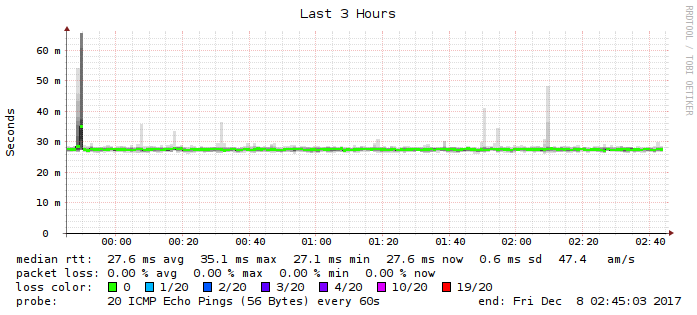 Last 3 Hours
RRDTOOL / TOBI OETIKER
Seconds
60 m
50 m
40 m
30 m
20 m
10 m
0
00:00 00:20 00:40 01:00 01:20 01:40 02:00 02:20 02:40
median rtt: 27.6 ms avg 35.1 ms max 27.1 ms min 27.6 ms now 0.6 ms sd 47.4 am/s
packet loss: 0.00 % avg 0.00 % max 0.00 % min 0.00 % now
loss color: 0 1/20 2/20 3/20 4/20 10/20 19/20
probe: 20 ICMP Echo Pings (56 Bytes) every 60s end: Fri Dec 8 02:45:03 2017